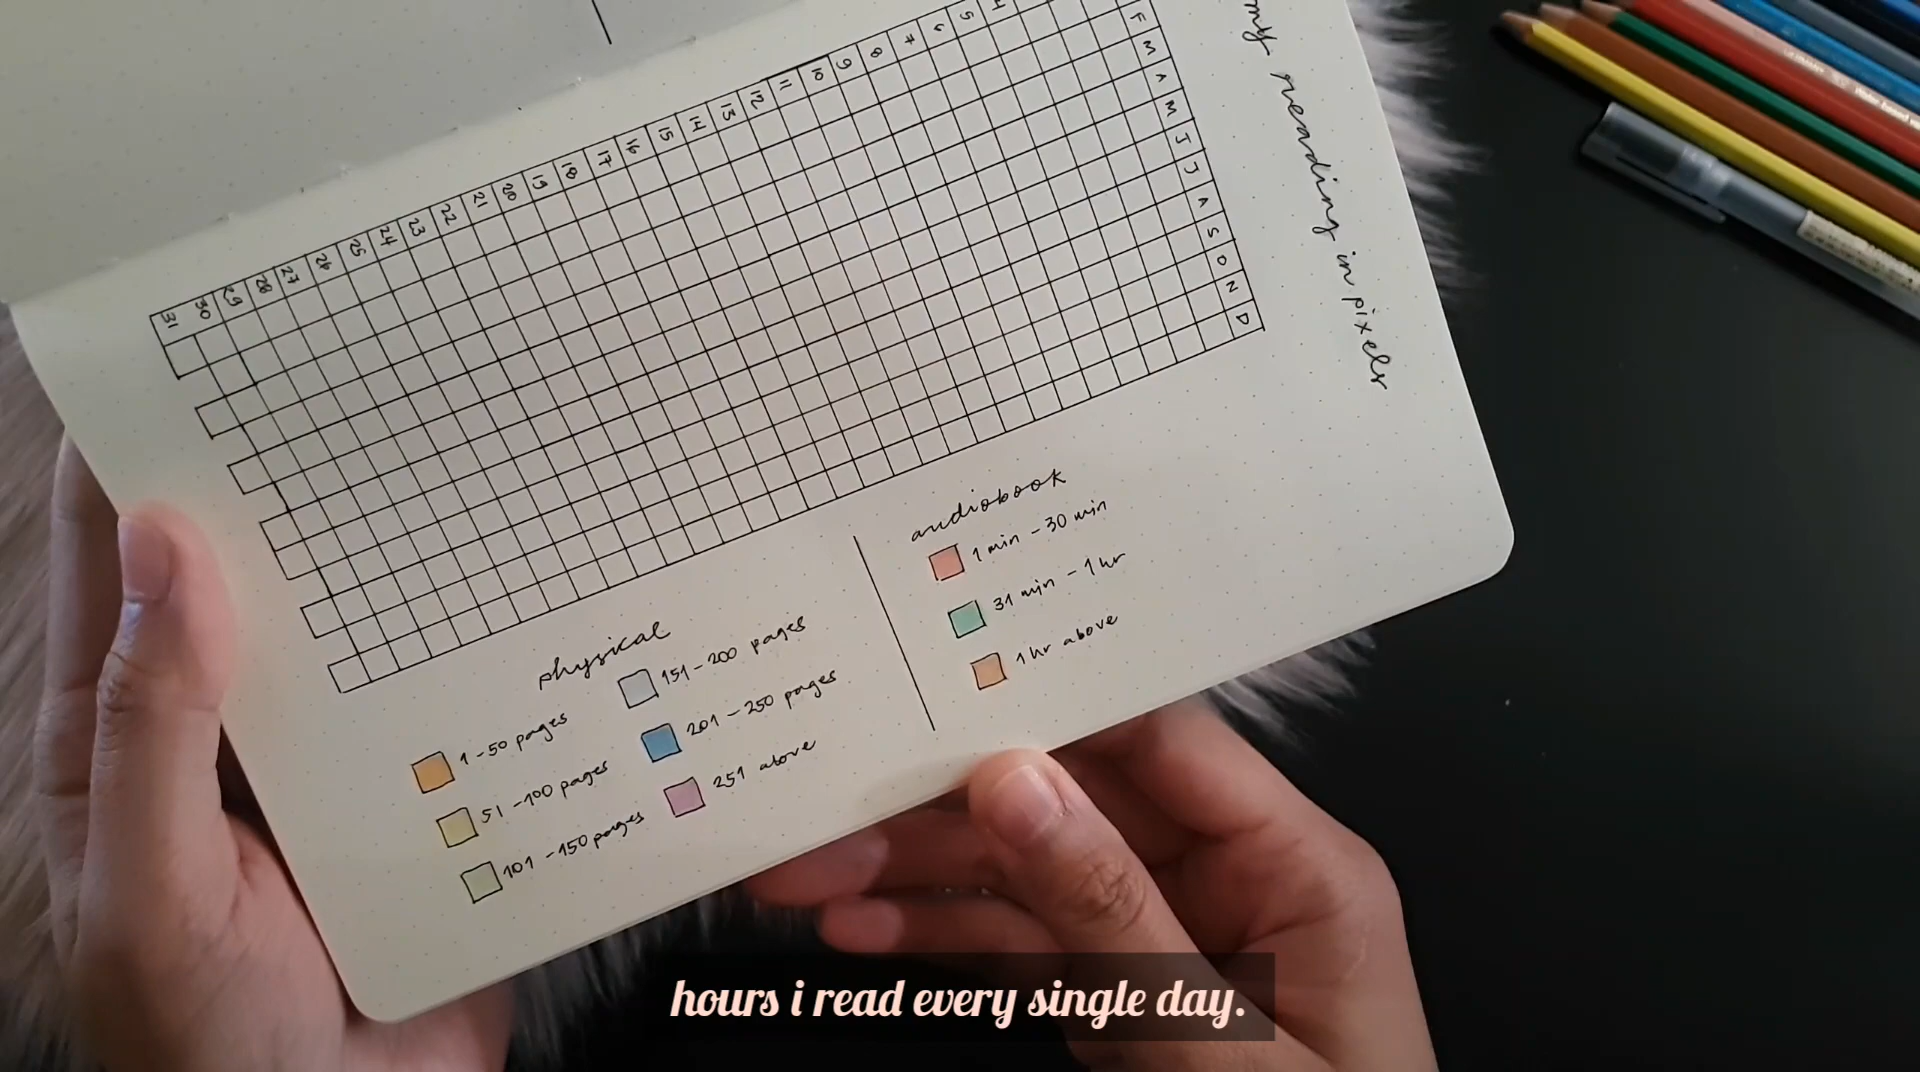 my reading in pixels
4
5
6
7
8
9
10
11
12
13
14
15
16
17
18
19
20
21
22
23
24
25
26
27
28
29
30
31
F
M
A
M
J
J
A
S
O
N
D
physical
1-50 pages
51-100 pages
101-150 pages
151-200 pages
201-250 pages
251 above
audiobook
1 min - 30 min
31 min - 1 hr
1 hr above
hours i read every single day.